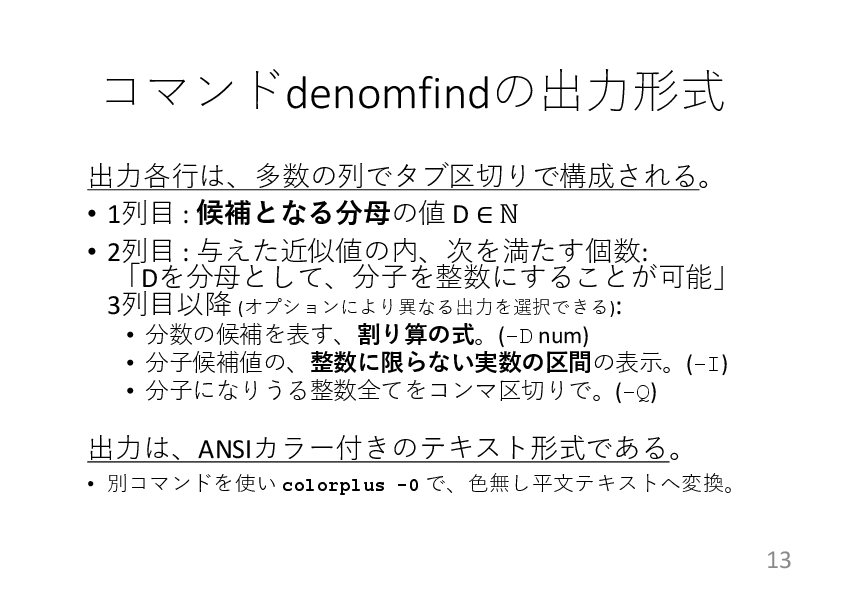 コマンドdenomfindの出力形式
出力各行は、多数の列でタブ区切りで構成される。
• 1列目 : 候補となる分母の値 D ∈ ℕ
• 2列目 : 与えた近似値の内、次を満たす個数:
「Dを分母として、分子を整数にすることが可能」
3列目以降 (オプションにより異なる出力を選択できる):
• 分数の候補を表す、割り算の式。(-D num)
• 分子候補値の、整数に限らない実数の区間の表示。(-I)
• 分子になりうる整数全てをコンマ区切りで。(-Q)
出力は、ANSIカラー付きのテキスト形式である。
• 別コマンドを使い colorplus -0 で、色無し平文テキストへ変換。
13